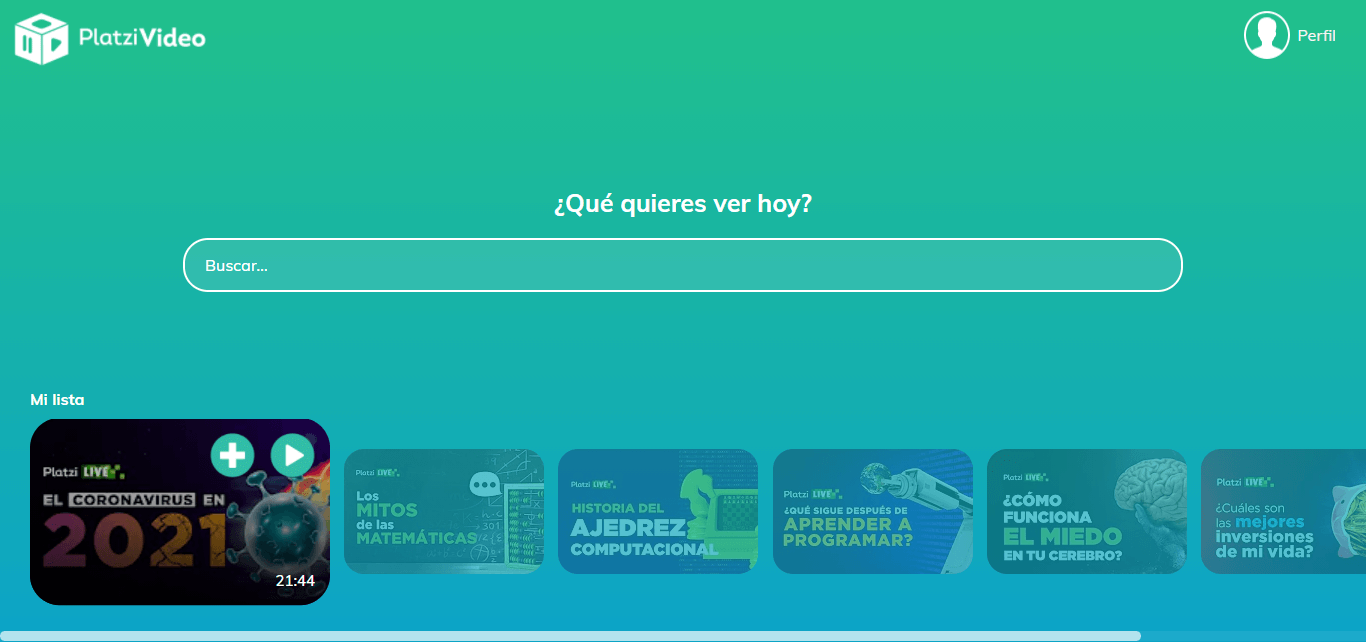 PlatziVideo
Perfil
¿Qué quieres ver hoy?
Buscar...
Mi lista
Platzi LIVE
EL CORONAVIRUS EN
2021
21:44
Platzi LIVE
Los
MITOS
de las
MATEMÁTICAS
Platzi LIVE
HISTORIA DEL
AJEDREZ
COMPUTACIONAL
Platzi LIVE
¿QUÉ SIGUE DESPUÉS DE
APRENDER A
PROGRAMAR?
Platzi LIVE
¿CÓMO
FUNCIONA
EL MIEDO
EN TU CEREBRO?
Platzi LIVE
¿Cuáles son
las mejores
inversiones
de mi vida?